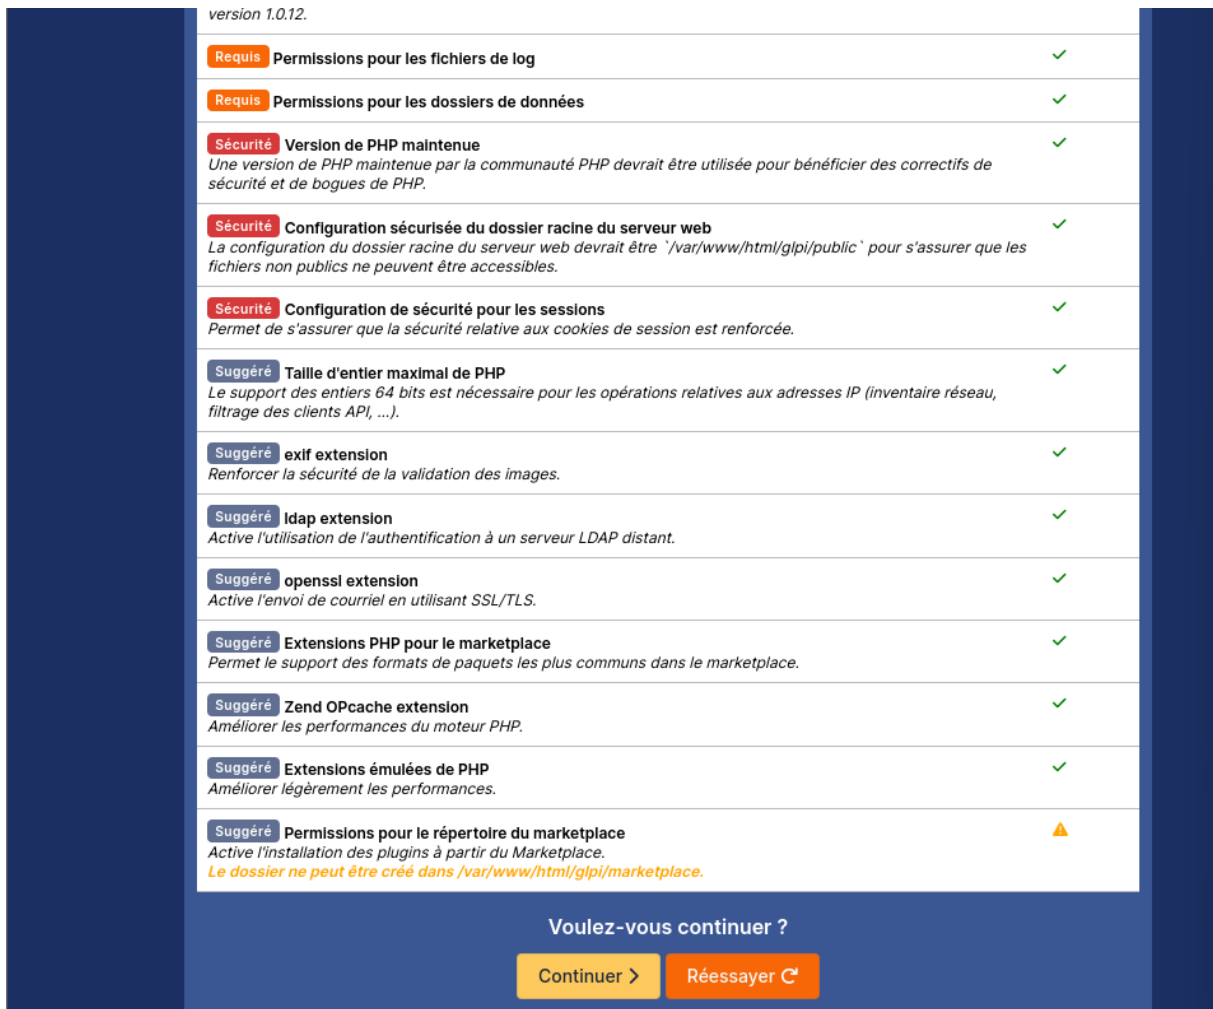 version 1.0.12.
Requis Permissions pour les fichiers de log
Requis Permissions pour les dossiers de données
Sécurité Version de PHP maintenue
Une version de PHP maintenue par la communauté PHP devrait être utilisée pour bénéficier des correctifs de
sécurité et de bogues de PHP.
Sécurité Configuration sécurisée du dossier racine du serveur web
La configuration du dossier racine du serveur web devrait être `/var/www/html/glpi/public` pour s'assurer que les
fichiers non publics ne peuvent être accessibles.
Sécurité Configuration de sécurité pour les sessions
Permet de s'assurer que la sécurité relative aux cookies de session est renforcée.
Suggéré Taille d'entier maximal de PHP
Le support des entiers 64 bits est nécessaire pour les opérations relatives aux adresses IP (inventaire réseau,
filtrage des clients API, ...).
Suggéré exif extension
Renforcer la sécurité de la validation des images.
Suggéré ldap extension
Active l'utilisation de l'authentification à un serveur LDAP distant.
Suggéré openssl extension
Active l'envoi de courriel en utilisant SSL/TLS.
Suggéré Extensions PHP pour le marketplace
Permet le support des formats de paquets les plus communs dans le marketplace.
Suggéré Zend OPcache extension
Améliorer les performances du moteur PHP.
Suggéré Extensions émulées de PHP
Améliorer légèrement les performances.
Suggéré Permissions pour le répertoire du marketplace
Active l'installation des plugins à partir du Marketplace.
Le dossier ne peut être créé dans /var/www/html/glpi/marketplace.
Voulez-vous continuer ?
Continuer Réessayer